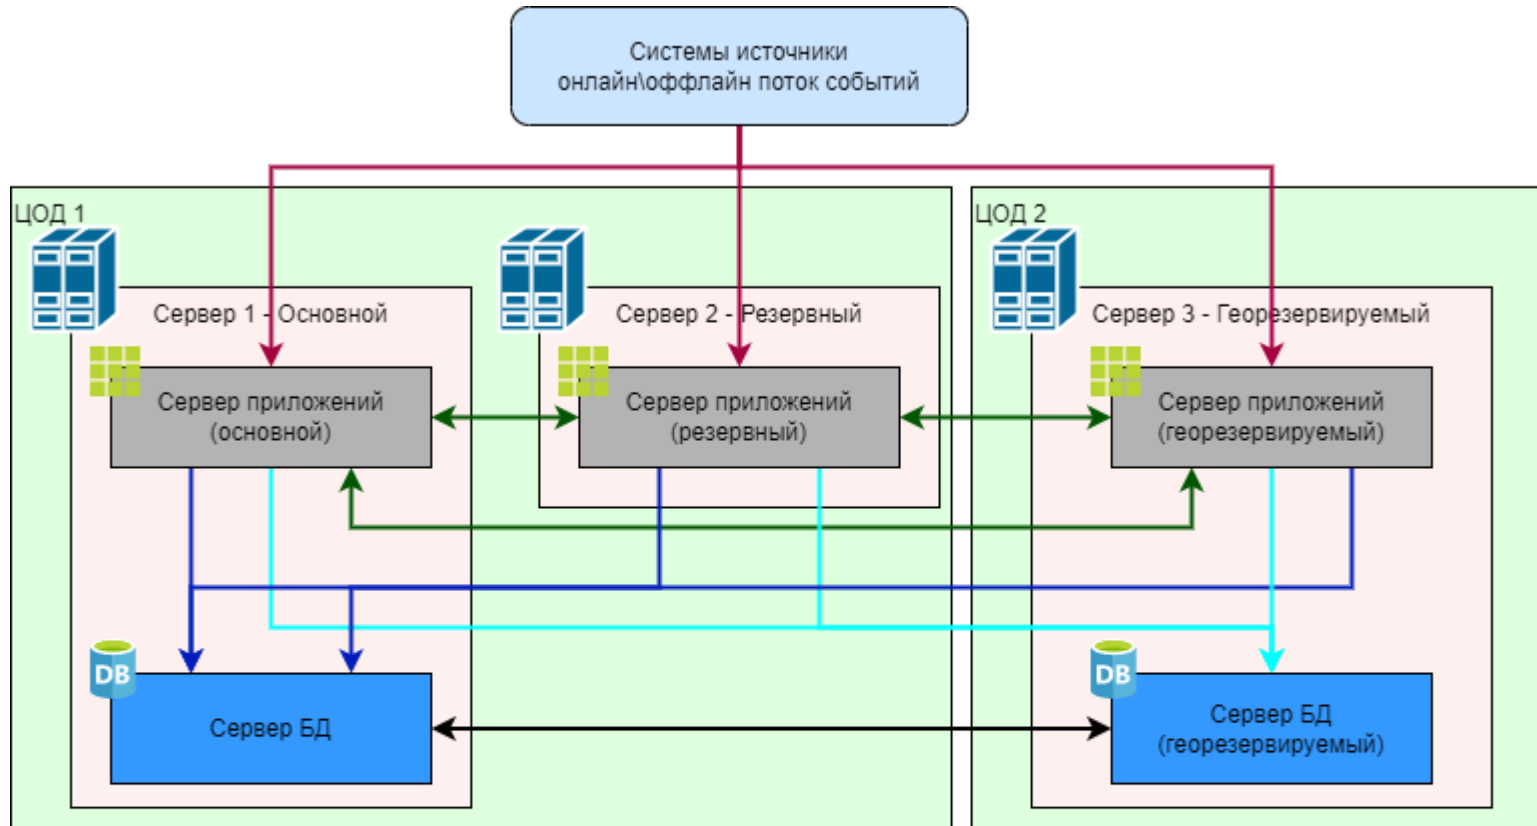 Системы источники
онлайн\оффлайн поток событий
ЦОД 1
ЦОД 2
Сервер 1 - Основной
Сервер 2 - Резервный
Сервер 3 - Георезервируемый
Сервер приложений
(основной)
Сервер приложений
(резервный)
Сервер приложений
(георезервируемый)
DB
Сервер БД
DB
Сервер БД
(георезервируемый)